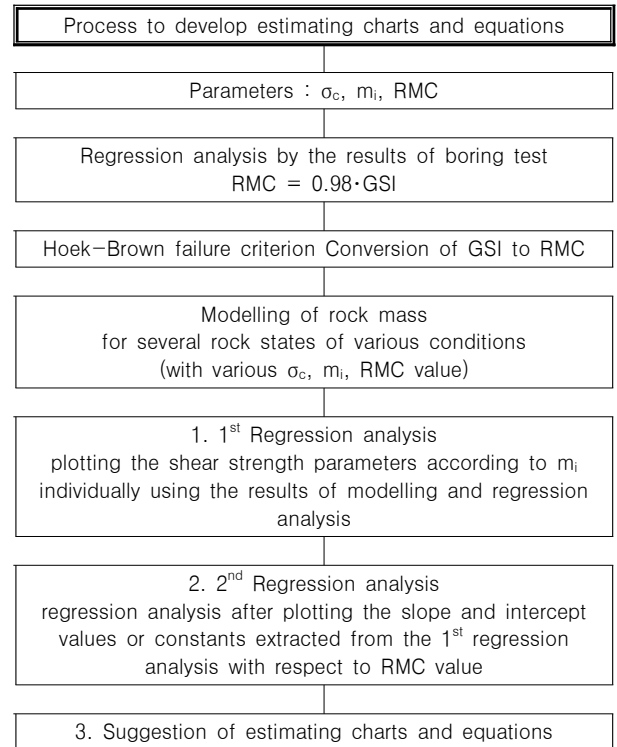 Process to develop estimating charts and equations
Parameters : σc, mi, RMC
Regression analysis by the results of boring test
RMC = 0.98·GSI
Hoek-Brown failure criterion Conversion of GSI to RMC
Modelling of rock mass
for several rock states of various conditions
(with various σc, mi, RMC value)
1. 1st Regression analysis
plotting the shear strength parameters according to mi
individually using the results of modelling and regression
analysis
2. 2nd Regression analysis
regression analysis after plotting the slope and intercept
values or constants extracted from the 1st regression
analysis with respect to RMC value
3. Suggestion of estimating charts and equations